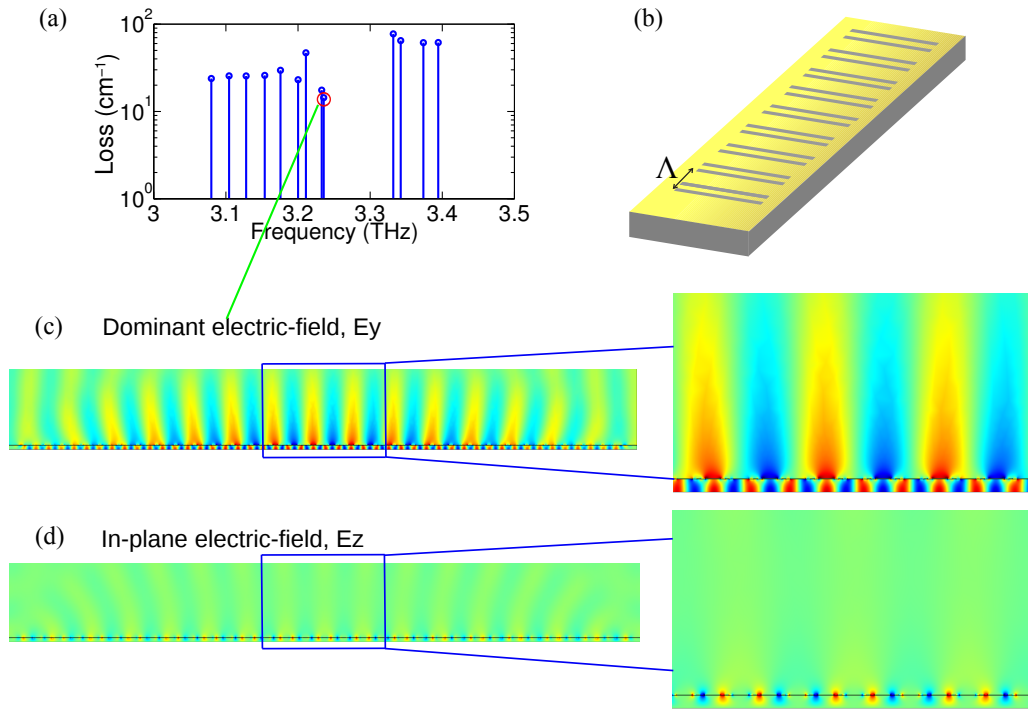 (a)
10²
10¹
10⁰
Loss (cm⁻¹)
3
3.1
3.2
3.3
3.4
3.5
Frequency (THz)
(b)
Λ
(c)
Dominant electric-field, Ey
(d)
In-plane electric-field, Ez